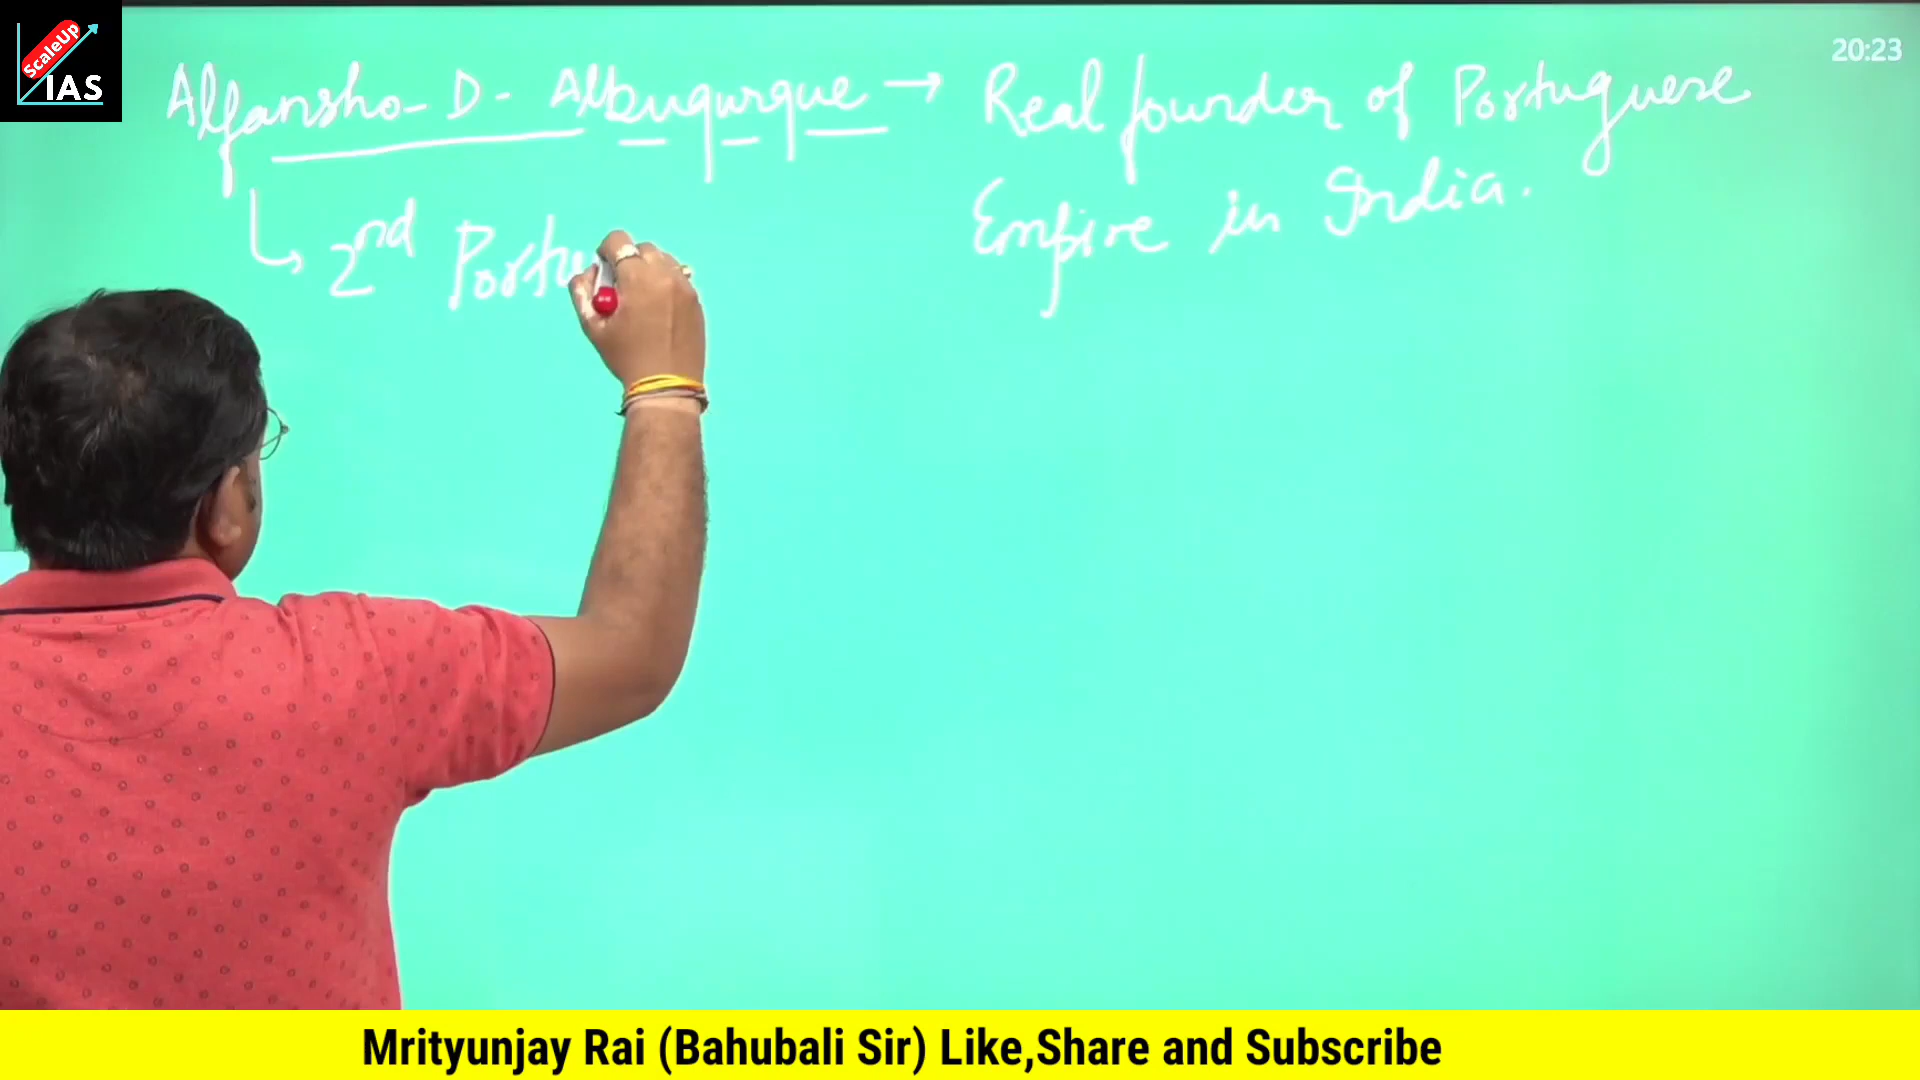 ScaleUp
IAS
20:23
Alfansho-D-Albuqurque → Real founder of Portuguese
Empire in India.
↳ 2nd Portu
Mrityunjay Rai (Bahubali Sir) Like,Share and Subscribe